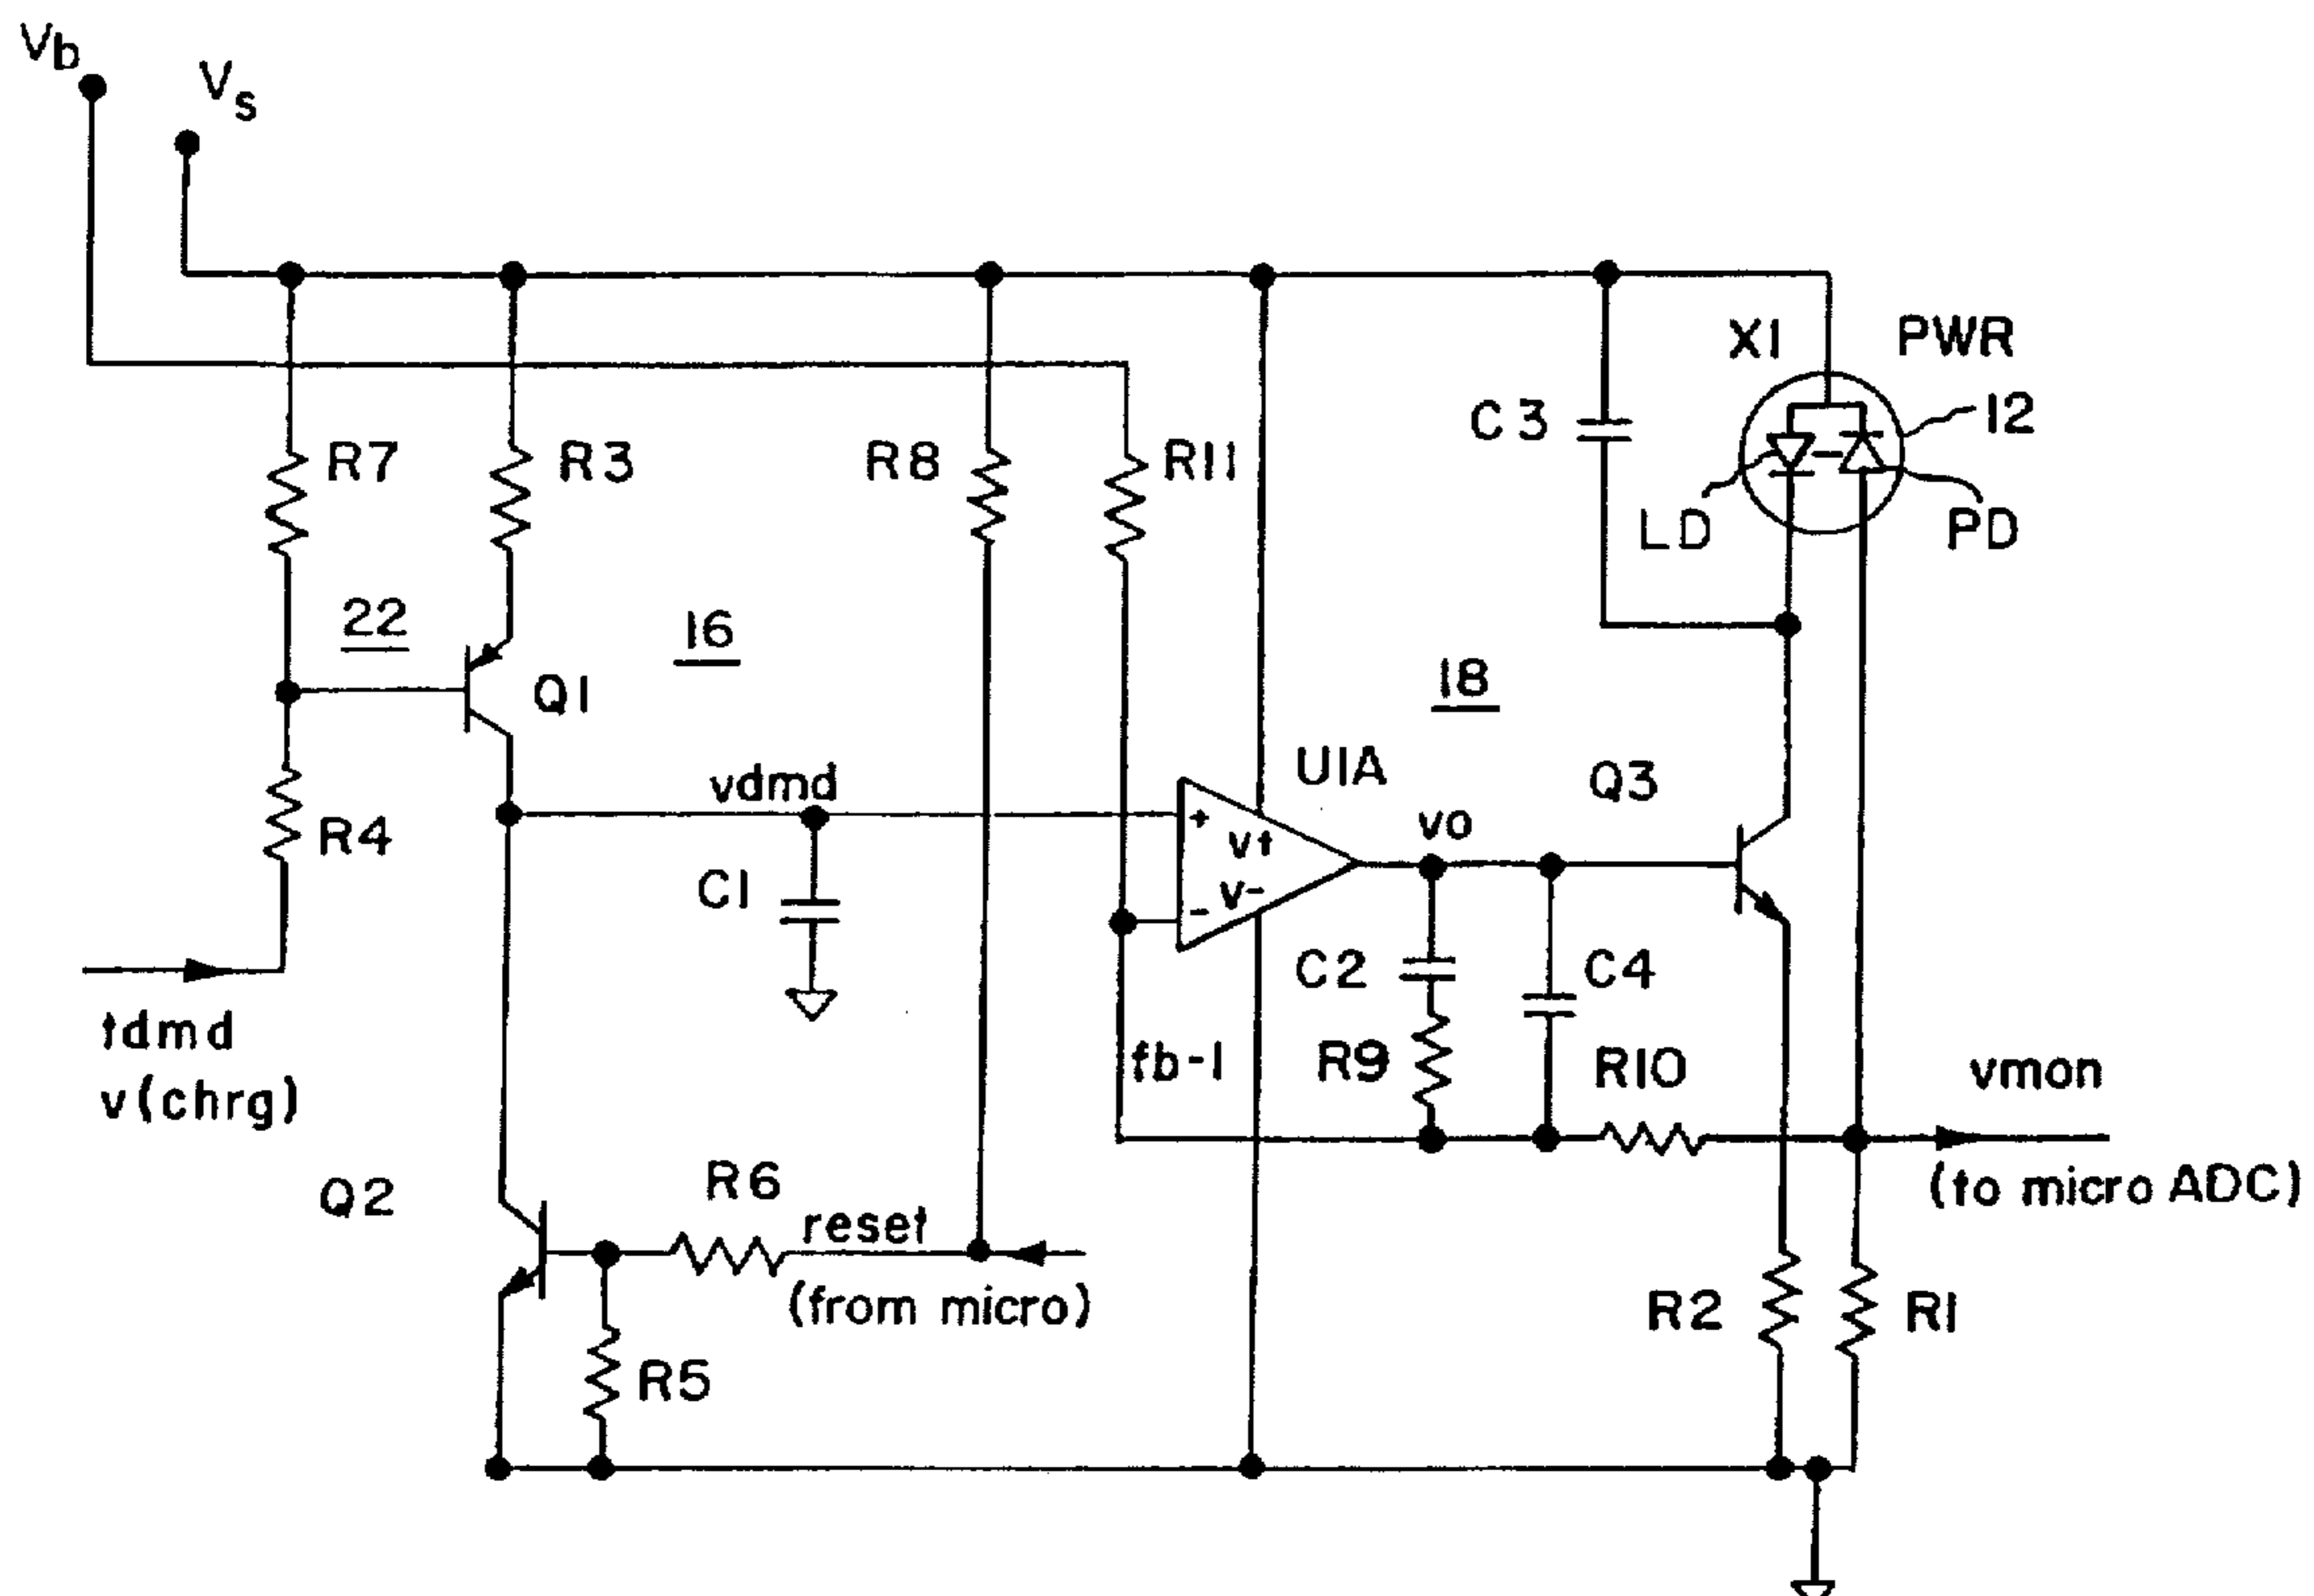 Vb
Vs
X1
PWR
C3
12
R7
R3
R8
R11
LD
PD
22
16
18
Q1
U1A
Q3
vdmd
+
v+
vo
R4
C1
v-
-
C2
C4
tdmd
v(chrg)
fb-1
R9
R10
vmon
(to micro ADC)
Q2
R6
reset
(from micro)
R2
R1
R5